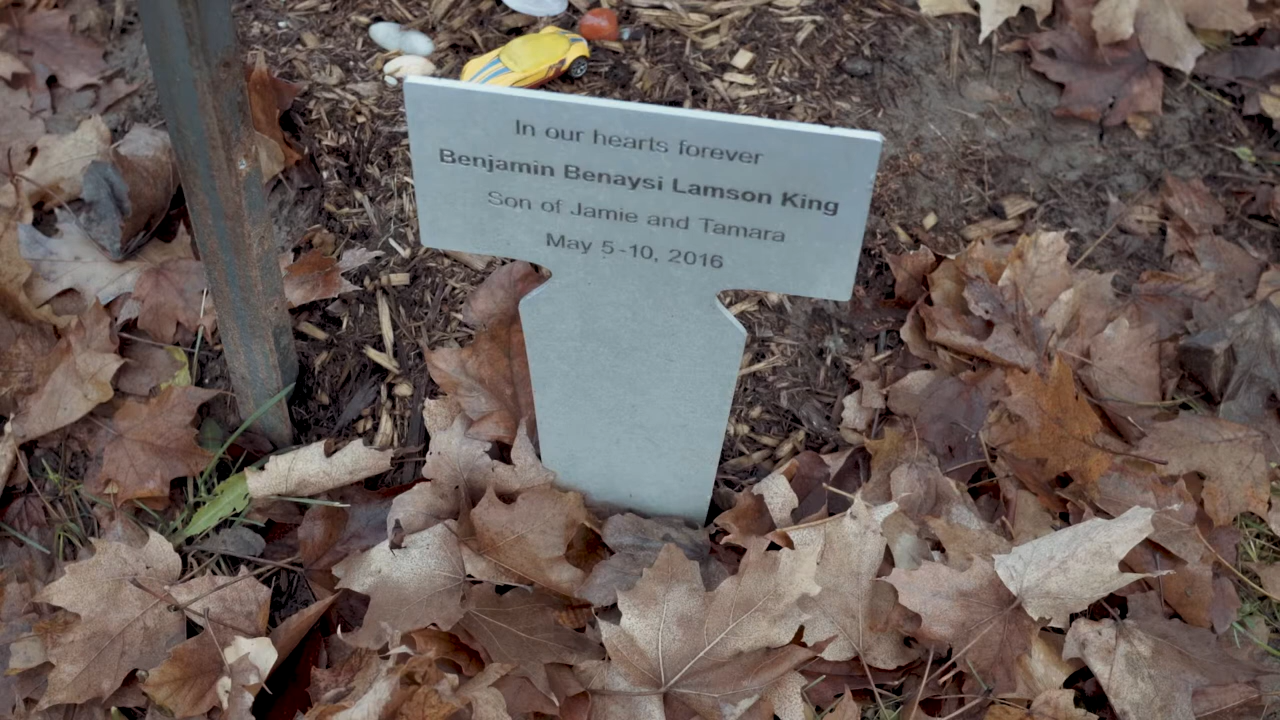 In our hearts forever
Benjamin Benaysi Lamson King
Son of Jamie and Tamara
May 5-10, 2016